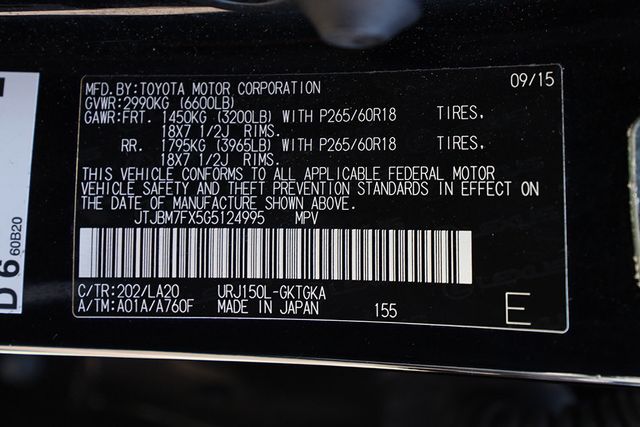 MFD.BY:TOYOTA MOTOR CORPORATION 09/15
GVWR:2990KG (6600LB)
GAWR:FRT. 1450KG (3200LB) WITH P265/60R18 TIRES,
18X7 1/2J RIMS.
RR. 1795KG (3965LB) WITH P265/60R18 TIRES,
18X7 1/2J RIMS.
THIS VEHICLE CONFORMS TO ALL APPLICABLE FEDERAL MOTOR
VEHICLE SAFETY AND THEFT PREVENTION STANDARDS IN EFFECT ON
THE DATE OF MANUFACTURE SHOWN ABOVE.
JTJBM7FX5G5124995 MPV
C/TR:202/LA20 URJ150L-GKTGKA
A/TM:A01A/A760F MADE IN JAPAN 155 E
D 6
60B20